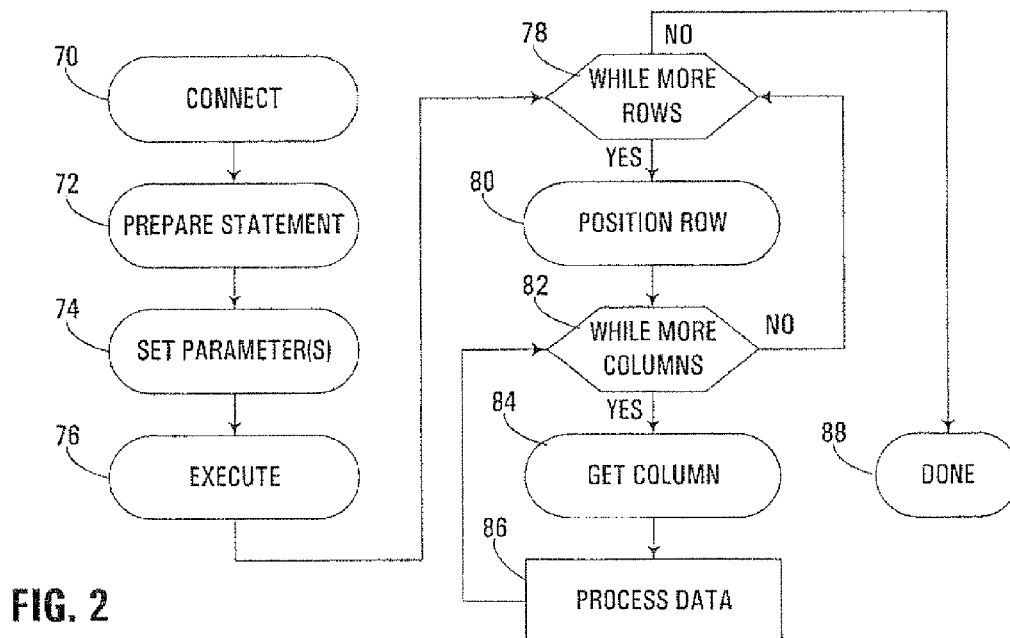 70
CONNECT
72
PREPARE STATEMENT
74
SET PARAMETER(S)
76
EXECUTE
78
NO
WHILE MORE
ROWS
YES
80
POSITION ROW
82
WHILE MORE
COLUMNS
NO
YES
84
GET COLUMN
86
PROCESS DATA
88
DONE
FIG. 2